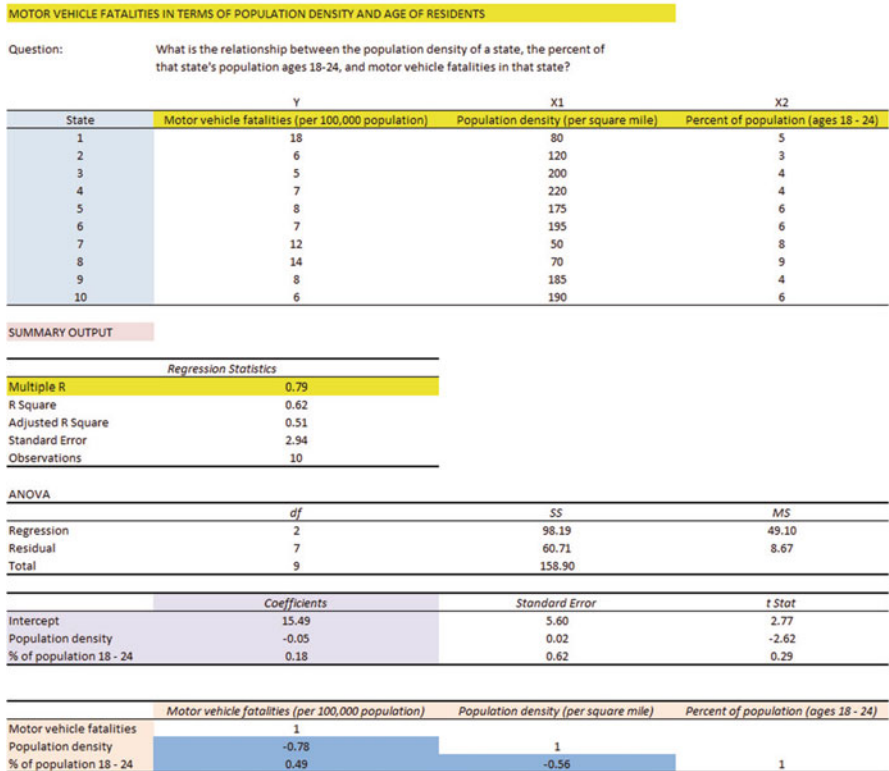 MOTOR VEHICLE FATALITIES IN TERMS OF POPULATION DENSITY AND AGE OF RESIDENTS
Question: What is the relationship between the population density of a state, the percent of
that state's population ages 18-24, and motor vehicle fatalities in that state?
Y X1 X2
State Motor vehicle fatalities (per 100,000 population) Population density (per square mile) Percent of population (ages 18 - 24)
1 18 80 5
2 6 120 3
3 5 200 4
4 7 220 4
5 8 175 6
6 7 195 6
7 12 50 8
8 14 70 9
9 8 185 4
10 6 190 6
SUMMARY OUTPUT
Regression Statistics
Multiple R 0.79
R Square 0.62
Adjusted R Square 0.51
Standard Error 2.94
Observations 10
ANOVA
df SS MS
Regression 2 98.19 49.10
Residual 7 60.71 8.67
Total 9 158.90
Coefficients Standard Error t Stat
Intercept 15.49 5.60 2.77
Population density -0.05 0.02 -2.62
% of population 18 - 24 0.18 0.62 0.29
Motor vehicle fatalities (per 100,000 population) Population density (per square mile) Percent of population (ages 18 - 24)
Motor vehicle fatalities 1
Population density -0.78 1
% of population 18 - 24 0.49 -0.56 1